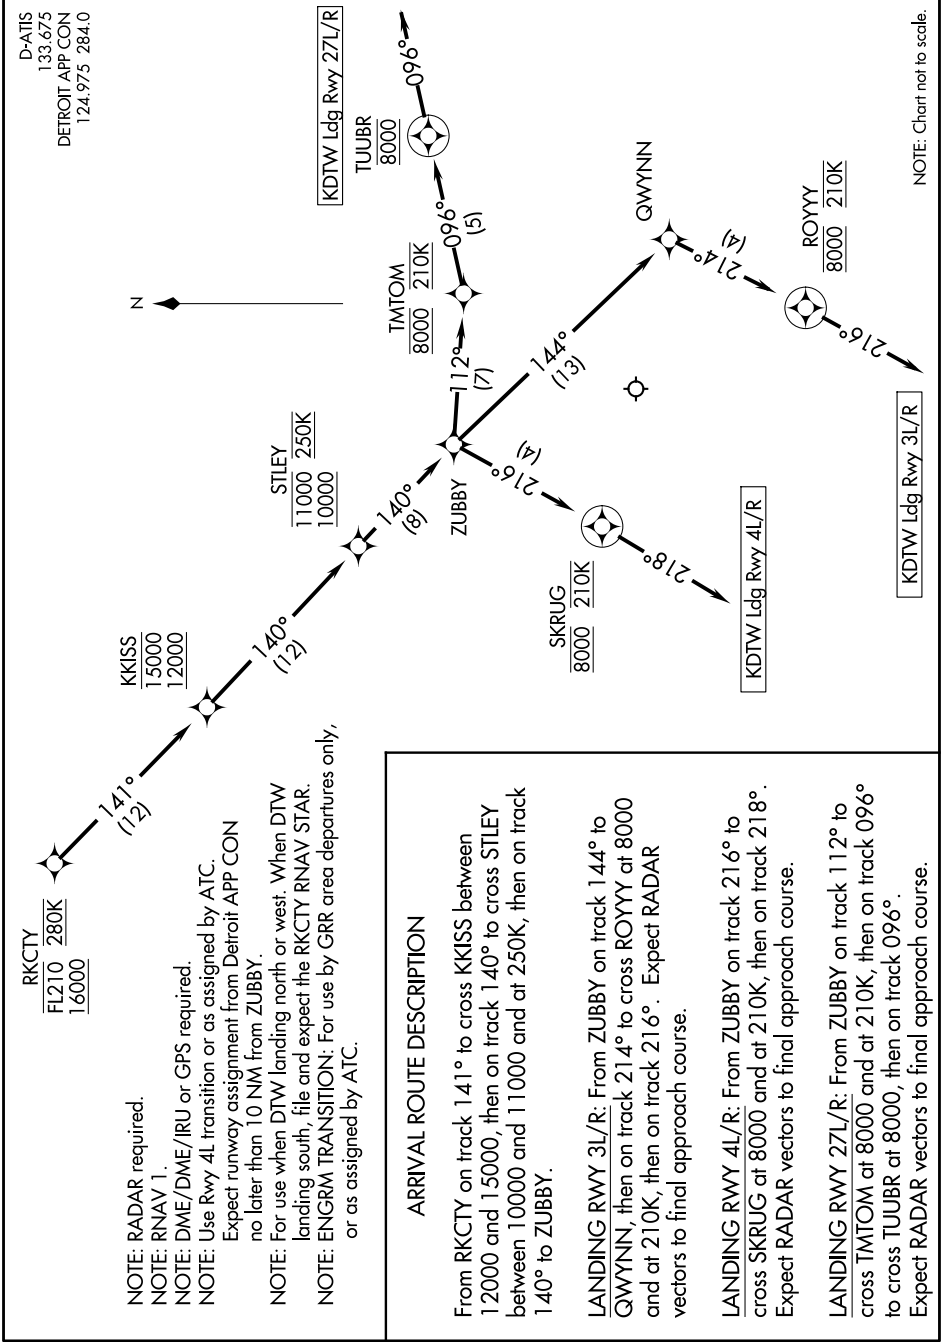 D-ATIS
133.675
DETROIT APP CON
124.975 284.0
RKCTY
FL210 280K
16000
141°
(12)
KKISS
15000
12000
140°
(12)
STLEY
11000 250K
10000
140°
(8)
ZUBBY
N
112°
(7)
TMTOM
8000 210K
096°
(5)
TUUBR
8000
096°
KDTW Ldg Rwy 27L/R
144°
(13)
QWYNN
214°
(4)
ROYYY
8000 210K
216°
KDTW Ldg Rwy 3L/R
216°
(4)
SKRUG
8000 210K
218°
KDTW Ldg Rwy 4L/R
NOTE: Chart not to scale.
NOTE: RADAR required.
NOTE: RNAV 1.
NOTE: DME/DME/IRU or GPS required.
NOTE: Use Rwy 4L transition or as assigned by ATC.
Expect runway assignment from Detroit APP CON
no later than 10 NM from ZUBBY.
NOTE: For use when DTW landing north or west. When DTW
landing south, file and expect the RKCTY RNAV STAR.
NOTE: ENGRM TRANSITION: For use by GRR area departures only,
or as assigned by ATC.
ARRIVAL ROUTE DESCRIPTION
From RKCTY on track 141° to cross KKISS between
12000 and 15000, then on track 140° to cross STLEY
between 10000 and 11000 and at 250K, then on track
140° to ZUBBY.
LANDING RWY 3L/R: From ZUBBY on track 144° to
QWYNN, then on track 214° to cross ROYYY at 8000
and at 210K, then on track 216°. Expect RADAR
vectors to final approach course.
LANDING RWY 4L/R: From ZUBBY on track 216° to
cross SKRUG at 8000 and at 210K, then on track 218°.
Expect RADAR vectors to final approach course.
LANDING RWY 27L/R: From ZUBBY on track 112° to
cross TMTOM at 8000 and at 210K, then on track 096°
to cross TUUBR at 8000, then on track 096°.
Expect RADAR vectors to final approach course.